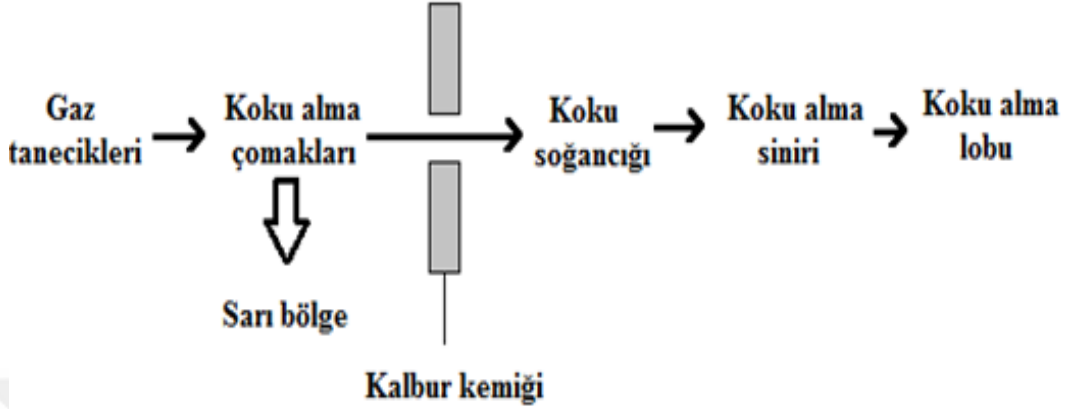 Gaz
tanecikleri
Koku alma
çomakları
Koku
soğancığı
Koku alma
siniri
Koku alma
lobu
Sarı bölge
Kalbur kemiği